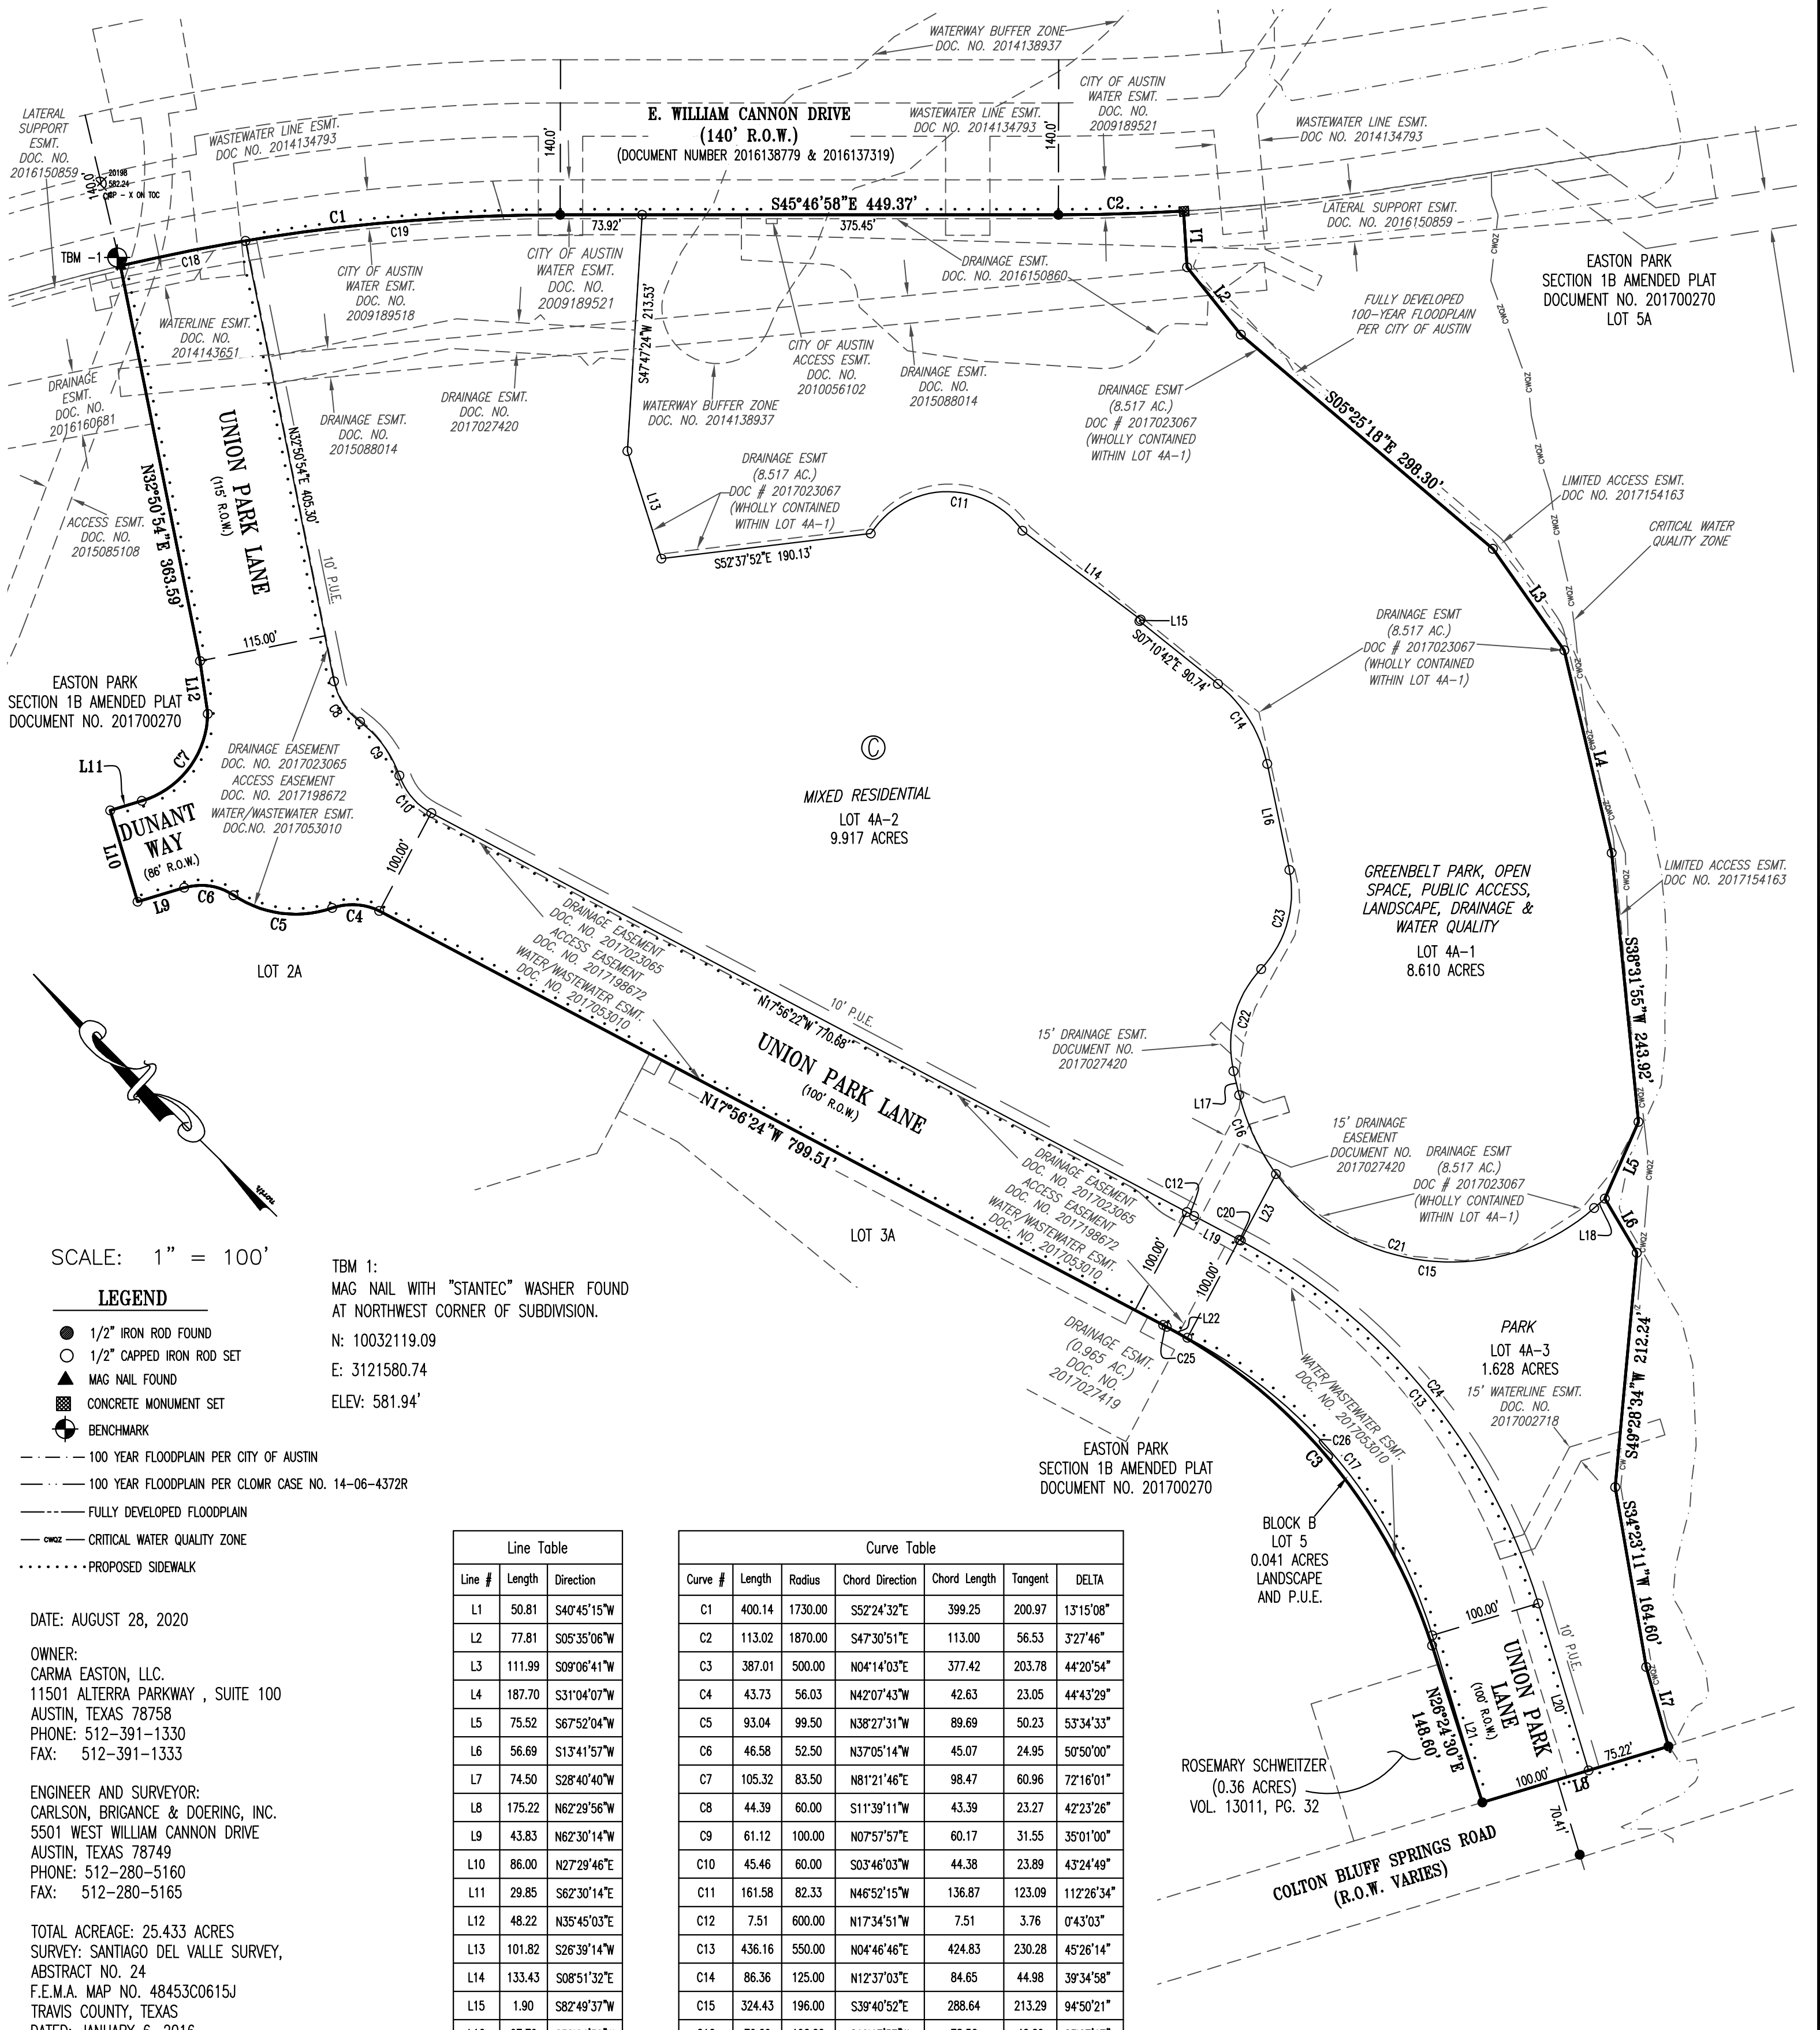 WATERWAY BUFFER ZONE
DOC. NO. 2014138937
LATERAL
SUPPORT
ESMT.
DOC. NO.
2016150859
WASTEWATER LINE ESMT.
DOC NO. 2014134793
140.0'
20198
582.24
X ON TOC
140.0'
E. WILLIAM CANNON DRIVE
(140' R.O.W.)
(DOCUMENT NUMBER 2016138779 & 2016137319)
WASTEWATER LINE ESMT.
DOC NO. 2014134793
140.0'
CITY OF AUSTIN
WATER ESMT.
DOC. NO.
2009189521
WASTEWATER LINE ESMT.
DOC NO. 2014134793
C1
C19
C18
TBM -1
S45°46'58"E 449.37'
73.92'
375.45'
C2
L1
L2
LATERAL SUPPORT ESMT.
DOC. NO. 2016150859
EASTON PARK
SECTION 1B AMENDED PLAT
DOCUMENT NO. 201700270
LOT 5A
CITY OF AUSTIN
WATER ESMT.
DOC. NO.
2009189518
CITY OF AUSTIN
WATER ESMT.
DOC. NO.
2009189521
DRAINAGE ESMT.
DOC. NO. 2016150860
FULLY DEVELOPED
100-YEAR FLOODPLAIN
PER CITY OF AUSTIN
WATERLINE ESMT.
DOC. NO.
2014143651
DRAINAGE
ESMT.
DOC. NO.
2016160681
S47°47'24"W 213.53'
CITY OF AUSTIN
ACCESS ESMT.
DOC. NO.
2010056102
DRAINAGE ESMT.
DOC. NO.
2015088014
DRAINAGE ESMT
(8.517 AC.)
DOC # 2017023067
(WHOLLY CONTAINED
WITHIN LOT 4A-1)
DRAINAGE ESMT.
DOC. NO.
2015088014
DRAINAGE ESMT.
DOC. NO.
2017027420
WATERWAY BUFFER ZONE
DOC. NO. 2014138937
S05°25'18"E 298.30'
UNION PARK LANE
(115' R.O.W.)
N32°50'54"E 405.30'
N32°50'54"E 363.59'
10' P.U.E.
ACCESS ESMT.
DOC. NO.
2015085108
DRAINAGE ESMT
(8.517 AC.)
DOC # 2017023067
(WHOLLY CONTAINED
WITHIN LOT 4A-1)
L13
S52°37'52"E 190.13'
C11
L14
L15
S07°10'42"E 90.74'
LIMITED ACCESS ESMT.
DOC NO. 2017154163
CRITICAL WATER
QUALITY ZONE
L3
CWQZ
115.00'
L12
EASTON PARK
SECTION 1B AMENDED PLAT
DOCUMENT NO. 201700270
DRAINAGE ESMT
(8.517 AC.)
DOC # 2017023067
(WHOLLY CONTAINED
WITHIN LOT 4A-1)
C8
C9
C10
C7
L11
DUNANT
WAY
(86' R.O.W.)
L10
L9
C6
C5
C4
DRAINAGE EASEMENT
DOC. NO. 2017023065
ACCESS EASEMENT
DOC. NO. 2017198672
WATER/WASTEWATER ESMT.
DOC.NO. 2017053010
100.00'
C
MIXED RESIDENTIAL
LOT 4A-2
9.917 ACRES
C14
L16
L4
GREENBELT PARK, OPEN
SPACE, PUBLIC ACCESS,
LANDSCAPE, DRAINAGE &
WATER QUALITY
LOT 4A-1
8.610 ACRES
LIMITED ACCESS ESMT.
DOC NO. 2017154163
S38°31'55"W 243.92'
LOT 2A
DRAINAGE EASEMENT
DOC. NO. 2017023065
ACCESS EASEMENT
DOC. NO. 2017198672
WATER/WASTEWATER ESMT.
DOC. NO. 2017053010
N17°56'22"W 770.68'
10' P.U.E.
UNION PARK LANE
(100' R.O.W.)
N17°56'24"W 799.51'
C23
C22
15' DRAINAGE ESMT.
DOCUMENT NO.
2017027420
L17
C16
15' DRAINAGE
EASEMENT
DOCUMENT NO.
2017027420
DRAINAGE ESMT
(8.517 AC.)
DOC # 2017023067
(WHOLLY CONTAINED
WITHIN LOT 4A-1)
L5
L6
L18
DRAINAGE EASEMENT
DOC. NO. 2017023065
ACCESS EASEMENT
DOC. NO. 2017198672
WATER/WASTEWATER ESMT.
DOC. NO. 2017053010
C12
C20
L19
L23
C21
C15
100.00'
100.00'
L22
C25
LOT 3A
north
SCALE: 1" = 100'
LEGEND
1/2" IRON ROD FOUND
1/2" CAPPED IRON ROD SET
MAG NAIL FOUND
CONCRETE MONUMENT SET
BENCHMARK
100 YEAR FLOODPLAIN PER CITY OF AUSTIN
100 YEAR FLOODPLAIN PER CLOMR CASE NO. 14-06-4372R
FULLY DEVELOPED FLOODPLAIN
CWQZ CRITICAL WATER QUALITY ZONE
PROPOSED SIDEWALK
TBM 1:
MAG NAIL WITH "STANTEC" WASHER FOUND
AT NORTHWEST CORNER OF SUBDIVISION.
N: 10032119.09
E: 3121580.74
ELEV: 581.94'
DRAINAGE ESMT.
(0.965 AC.)
DOC. NO.
2017027419
WATER/WASTEWATER ESMT.
DOC. NO. 2017053010
C24
C13
PARK
LOT 4A-3
1.628 ACRES
15' WATERLINE ESMT.
DOC. NO.
2017002718
S49°28'34"W 212.24'
EASTON PARK
SECTION 1B AMENDED PLAT
DOCUMENT NO. 201700270
C26
C17
C3
BLOCK B
LOT 5
0.041 ACRES
LANDSCAPE
AND P.U.E.
S34°23'11"W 164.60'
100.00'
10' P.U.E.
UNION PARK
LANE
(100' R.O.W.)
L20
L21
N26°24'30"E
148.60'
L7
75.22'
100.00'
L8
70.41'
ROSEMARY SCHWEITZER
(0.36 ACRES)
VOL. 13011, PG. 32
COLTON BLUFF SPRINGS ROAD
(R.O.W. VARIES)
DATE: AUGUST 28, 2020
OWNER:
CARMA EASTON, LLC.
11501 ALTERRA PARKWAY , SUITE 100
AUSTIN, TEXAS 78758
PHONE: 512-391-1330
FAX: 512-391-1333
ENGINEER AND SURVEYOR:
CARLSON, BRIGANCE & DOERING, INC.
5501 WEST WILLIAM CANNON DRIVE
AUSTIN, TEXAS 78749
PHONE: 512-280-5160
FAX: 512-280-5165
TOTAL ACREAGE: 25.433 ACRES
SURVEY: SANTIAGO DEL VALLE SURVEY,
ABSTRACT NO. 24
F.E.M.A. MAP NO. 48453C0615J
TRAVIS COUNTY, TEXAS
DATED: JANUARY 6, 2016
Line Table
Line # Length Direction
L1 50.81 S40°45'15"W
L2 77.81 S05°35'06"W
L3 111.99 S09°06'41"W
L4 187.70 S31°04'07"W
L5 75.52 S67°52'04"W
L6 56.69 S13°41'57"W
L7 74.50 S28°40'40"W
L8 175.22 N62°29'56"W
L9 43.83 N62°30'14"W
L10 86.00 N27°29'46"E
L11 29.85 S62°30'14"E
L12 48.22 N35°45'03"E
L13 101.82 S26°39'14"W
L14 133.43 S08°51'32"E
L15 1.90 S82°49'37"W
Curve Table
Curve # Length Radius Chord Direction Chord Length Tangent DELTA
C1 400.14 1730.00 S52°24'32"E 399.25 200.97 13°15'08"
C2 113.02 1870.00 S47°30'51"E 113.00 56.53 3°27'46"
C3 387.01 500.00 N04°14'03"E 377.42 203.78 44°20'54"
C4 43.73 56.03 N42°07'43"W 42.63 23.05 44°43'29"
C5 93.04 99.50 N38°27'31"W 89.69 50.23 53°34'33"
C6 46.58 52.50 N37°05'14"W 45.07 24.95 50°50'00"
C7 105.32 83.50 N81°21'46"E 98.47 60.96 72°16'01"
C8 44.39 60.00 S11°39'11"W 43.39 23.27 42°23'26"
C9 61.12 100.00 N07°57'57"E 60.17 31.55 35°01'00"
C10 45.46 60.00 S03°46'03"W 44.38 23.89 43°24'49"
C11 161.58 82.33 N46°52'15"W 136.87 123.09 112°26'34"
C12 7.51 600.00 N17°34'51"W 7.51 3.76 0°43'03"
C13 436.16 550.00 N04°46'46"E 424.83 230.28 45°26'14"
C14 86.36 125.00 N12°37'03"E 84.65 44.98 39°34'58"
C15 324.43 196.00 S39°40'52"E 288.64 213.29 94°50'21"